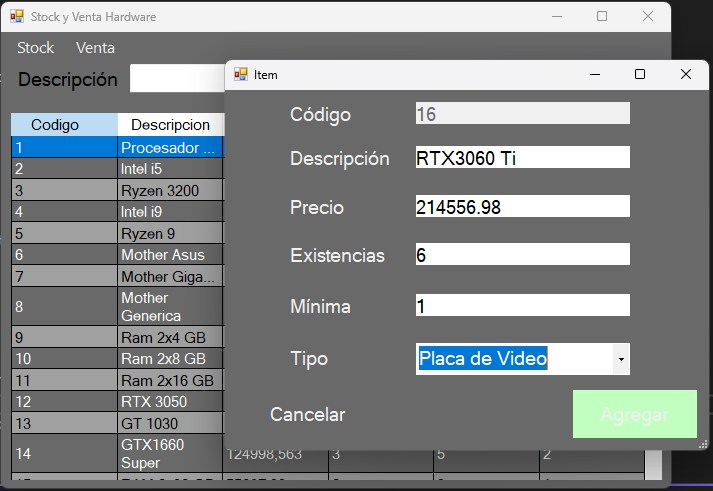 Stock y Venta Hardware
Stock Venta
Descripción
Codigo Descripcion
1 Procesador ...
2 Intel i5
3 Ryzen 3200
4 Intel i9
5 Ryzen 9
6 Mother Asus
7 Mother Giga...
8 Mother
Generica
9 Ram 2x4 GB
10 Ram 2x8 GB
11 Ram 2x16 GB
12 RTX 3050
13 GT 1030
14 GTX1660
Super 124998,563 3 5 2
Item
Código 16
Descripción RTX3060 Ti
Precio 214556.98
Existencias 6
Mínima 1
Tipo Placa de Video
Cancelar Agregar